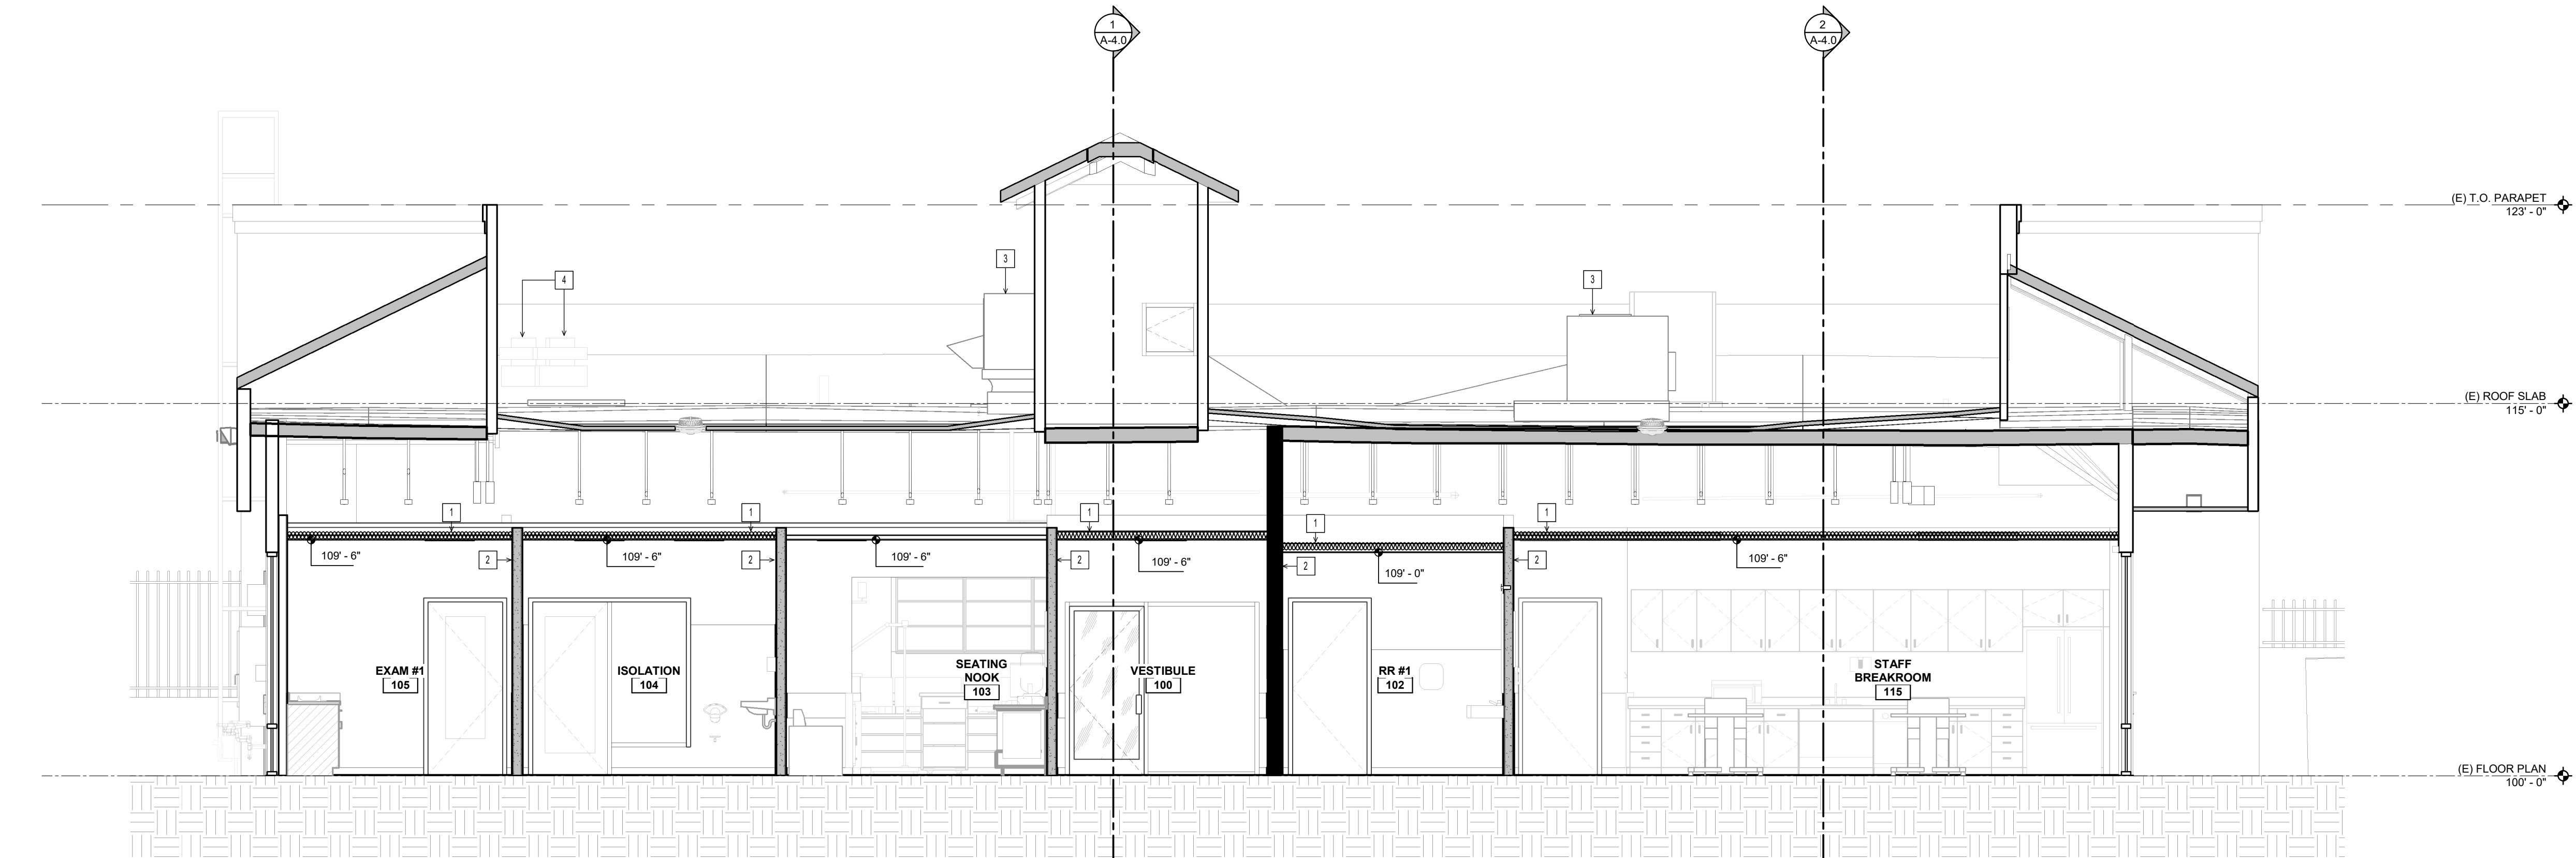 1
A-4.0
2
A-4.0
(E) T.O. PARAPET
123' - 0"
3
4
3
(E) ROOF SLAB
115' - 0"
1
1
1
1
1
109' - 6"
2
109' - 6"
2
109' - 6"
2
109' - 6"
2
109' - 0"
2
109' - 6"
EXAM #1
105
ISOLATION
104
SEATING
NOOK
103
VESTIBULE
100
RR #1
102
STAFF
BREAKROOM
115
(E) FLOOR PLAN
100' - 0"